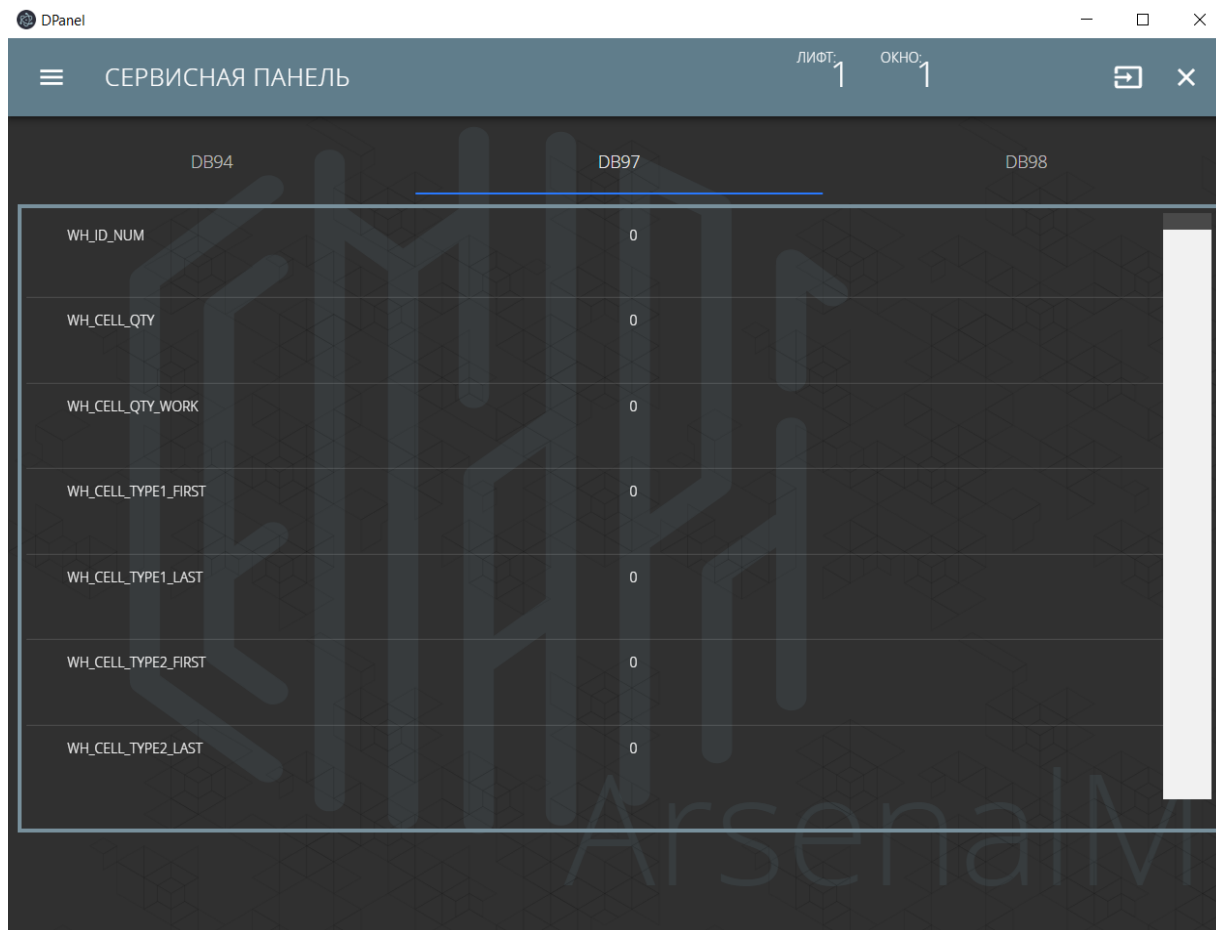 DPanel
СЕРВИСНАЯ ПАНЕЛЬ
ЛИФТ: 1 ОКНО: 1
DB94 DB97 DB98
WH_ID_NUM 0
WH_CELL_QTY 0
WH_CELL_QTY_WORK 0
WH_CELL_TYPE1_FIRST 0
WH_CELL_TYPE1_LAST 0
WH_CELL_TYPE2_FIRST 0
WH_CELL_TYPE2_LAST 0
ArsenalM